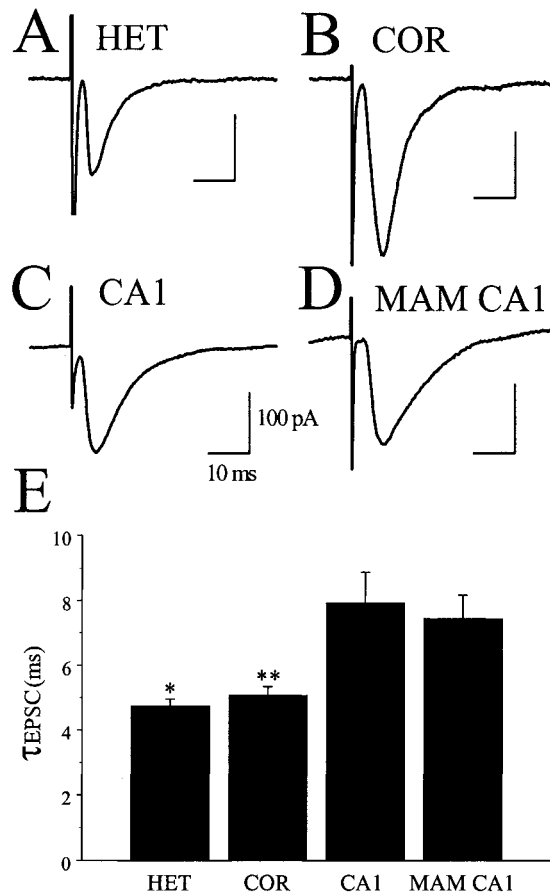 A HET
B COR
C CA1
D MAM CA1
100 pA
10 ms
E
10
8
6
4
2
0
τEPSC (ms)
*
**
HET COR CA1 MAM CA1